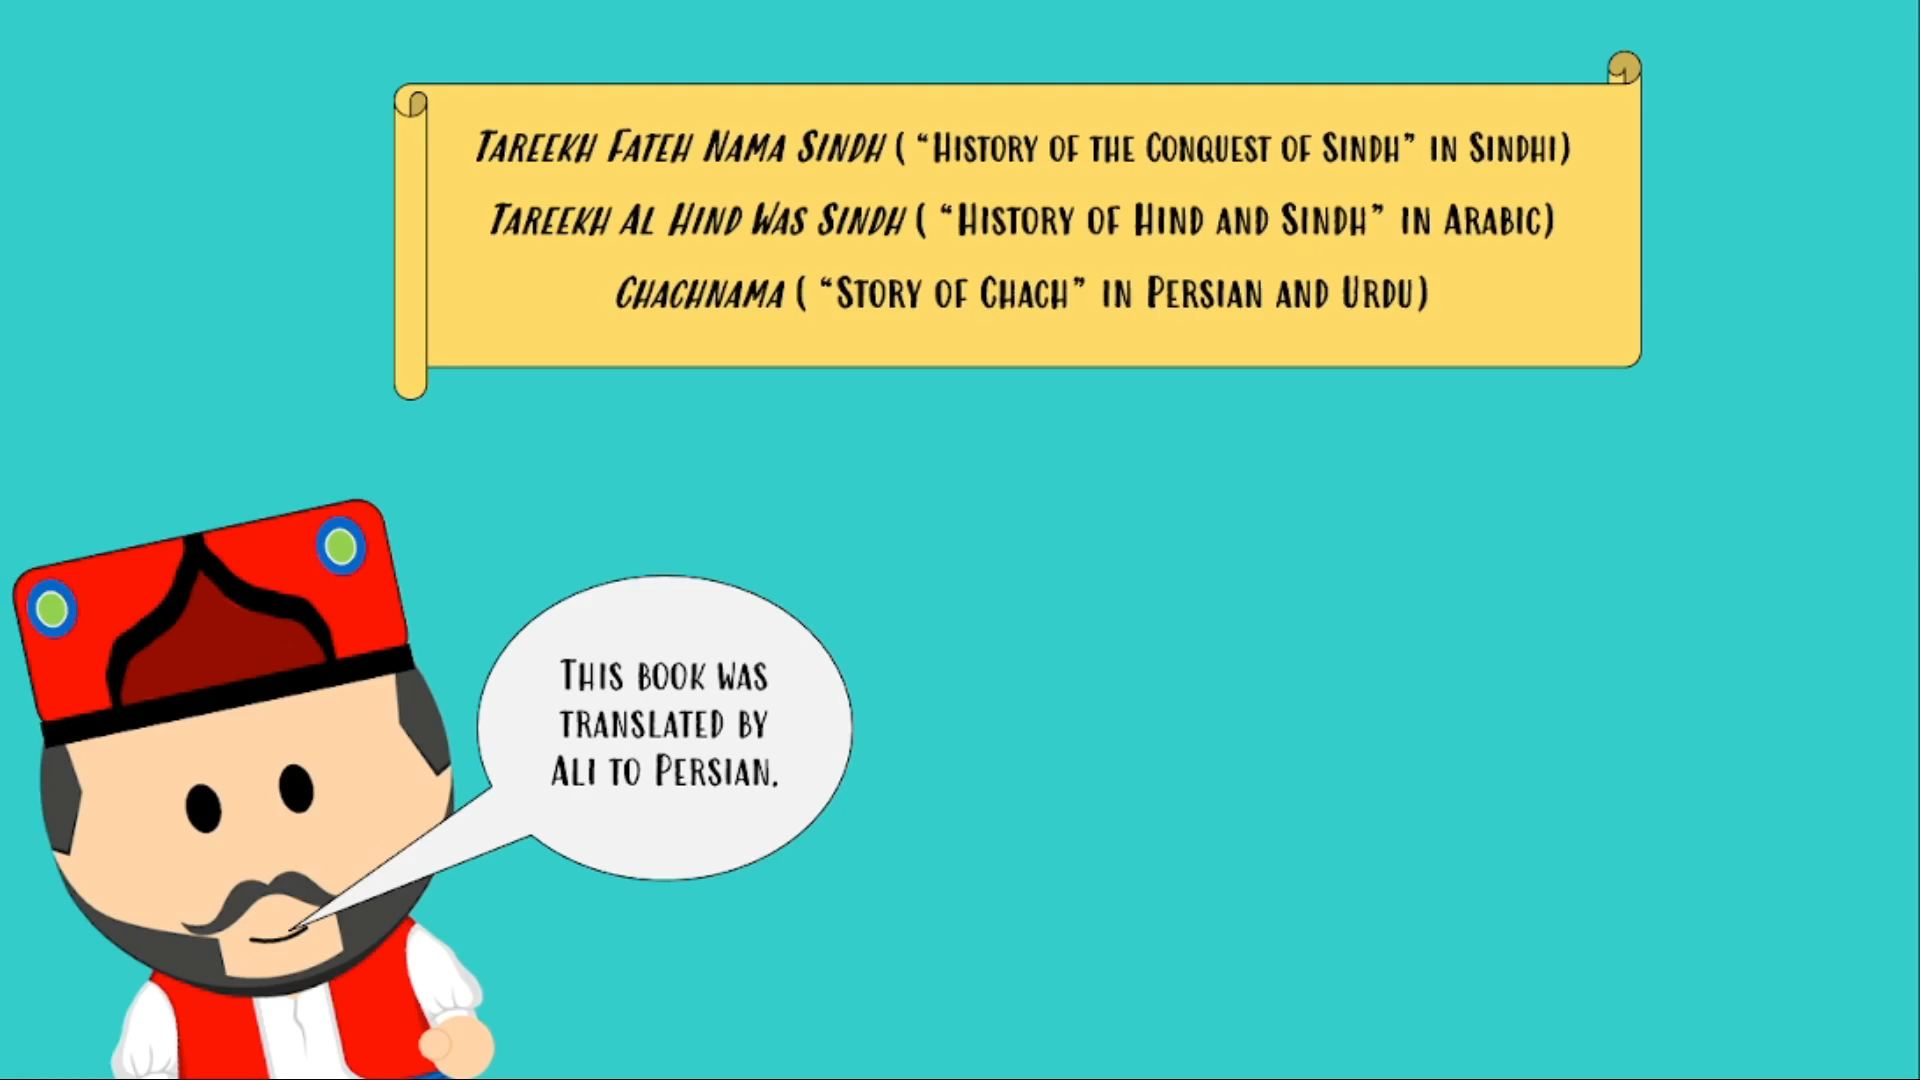 Tareekh Fateh Nama Sindh ( “History of the Conquest of Sindh” in Sindhi)
Tareekh Al Hind Was Sindh ( “History of Hind and Sindh” in Arabic)
Chachnama ( “Story of Chach” in Persian and Urdu)
This book was
translated by
Ali to Persian.